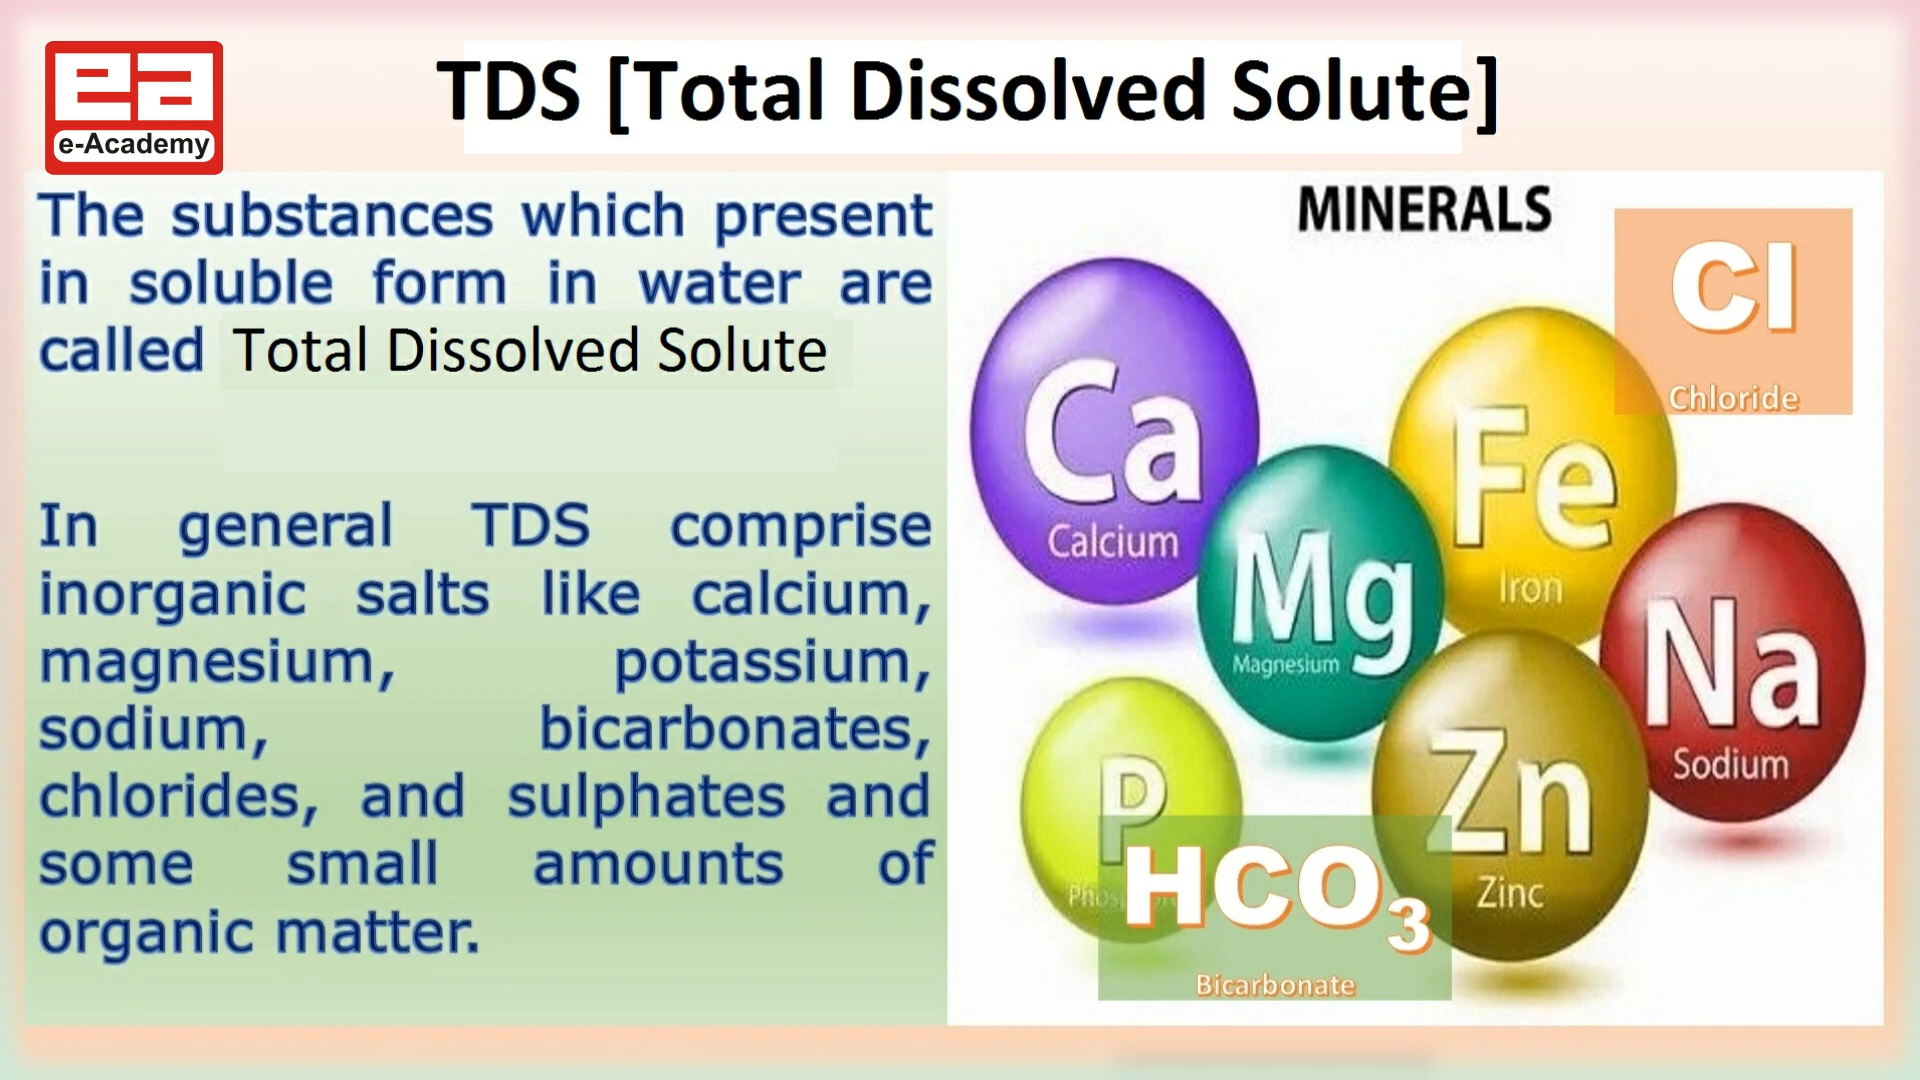 ea
e-Academy
TDS [Total Dissolved Solute]
The substances which present
in soluble form in water are
called Total Dissolved Solute
In general TDS comprise
inorganic salts like calcium,
magnesium, potassium,
sodium, bicarbonates,
chlorides, and sulphates and
some small amounts of
organic matter.
MINERALS
Cl
Chloride
Ca
Calcium
Fe
Iron
Mg
Magnesium
Na
Sodium
P
Zn
Zinc
HCO₃
Bicarbonate